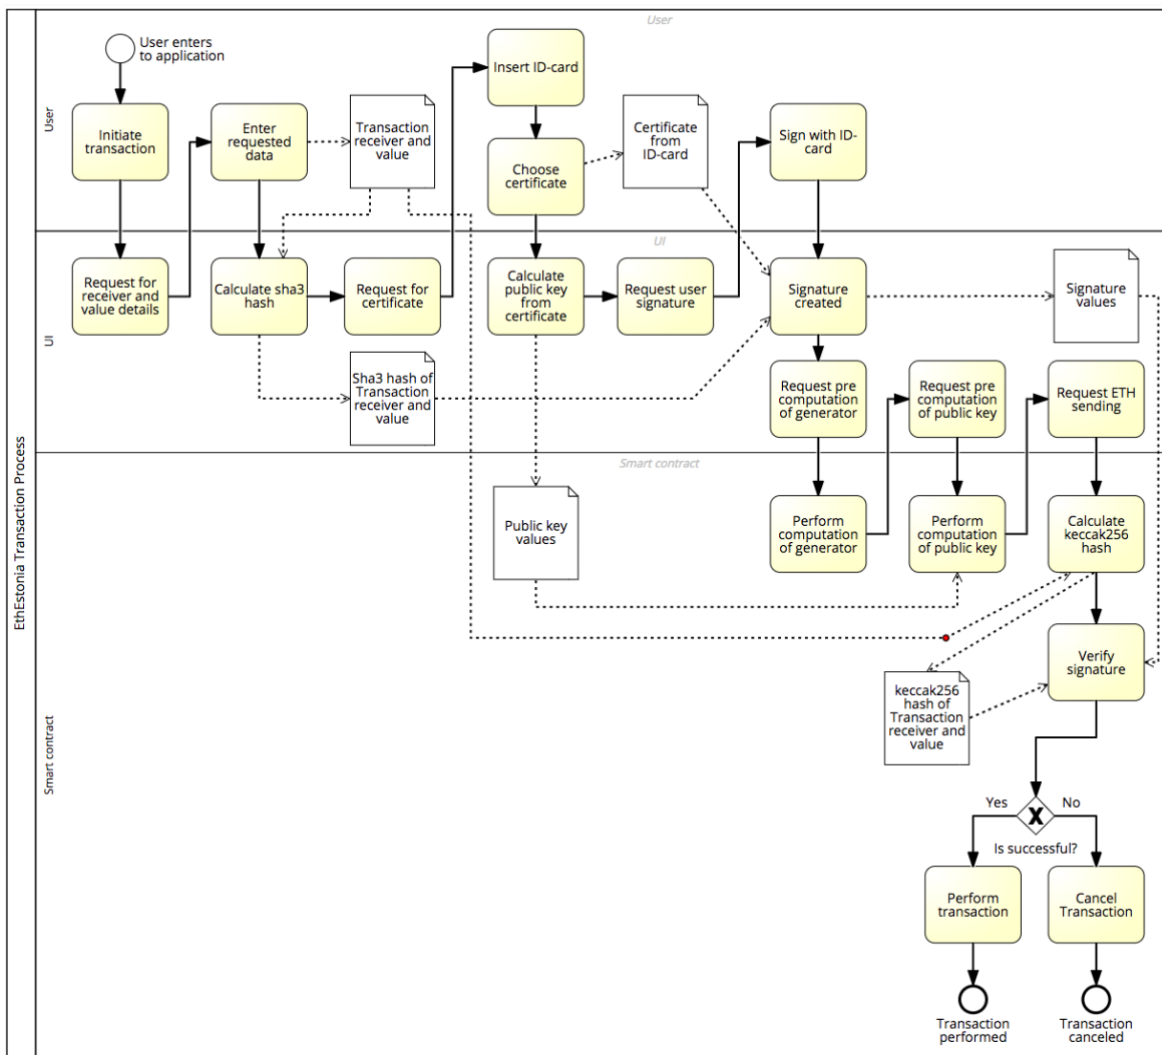 EthEstonia Transaction Process
User
User
User enters
to application
Initiate
transaction
Enter
requested
data
Transaction
receiver and
value
Insert ID-card
Choose
certificate
Certificate
from
ID-card
Sign with ID-
card
UI
UI
Request for
receiver and
value details
Calculate sha3
hash
Request for
certificate
Calculate
public key
from
certificate
Request user
signature
Signature
created
Signature
values
Sha3 hash of
Transaction
receiver and
value
Request pre
computation
of generator
Request pre
computation
of public key
Request ETH
sending
Smart contract
Smart contract
Public key
values
Perform
computation
of generator
Perform
computation
of public key
Calculate
keccak256
hash
Verify
signature
keccak256
hash of
Transaction
receiver and
value
Yes
No
X
Is successful?
Perform
transaction
Cancel
Transaction
Transaction
performed
Transaction
canceled